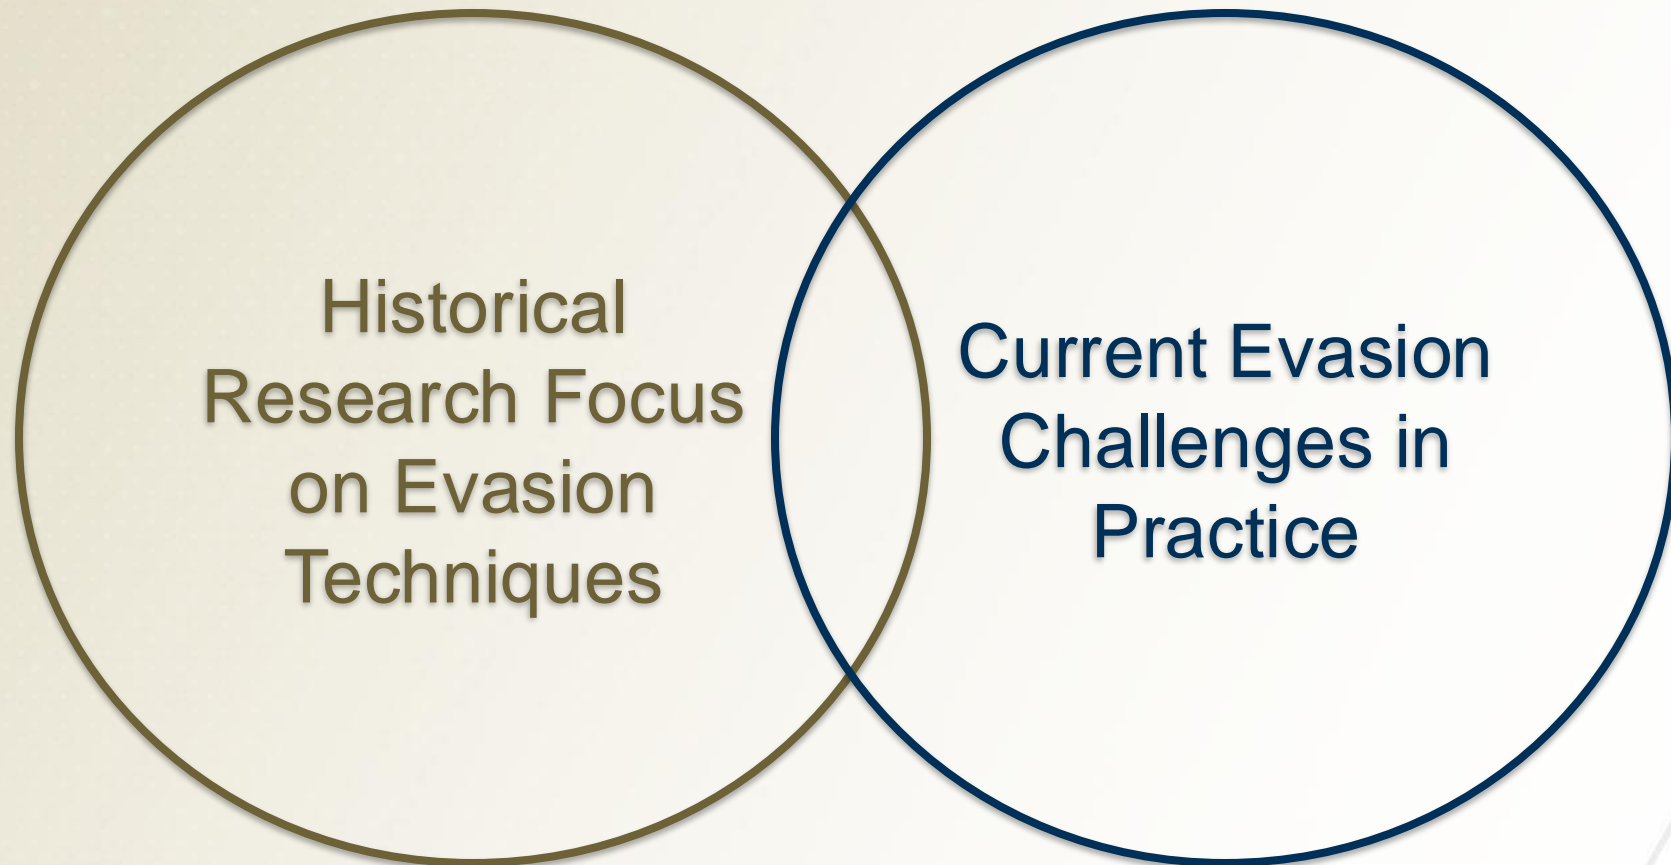 Historical
Research Focus
on Evasion
Techniques
Current Evasion
Challenges in
Practice